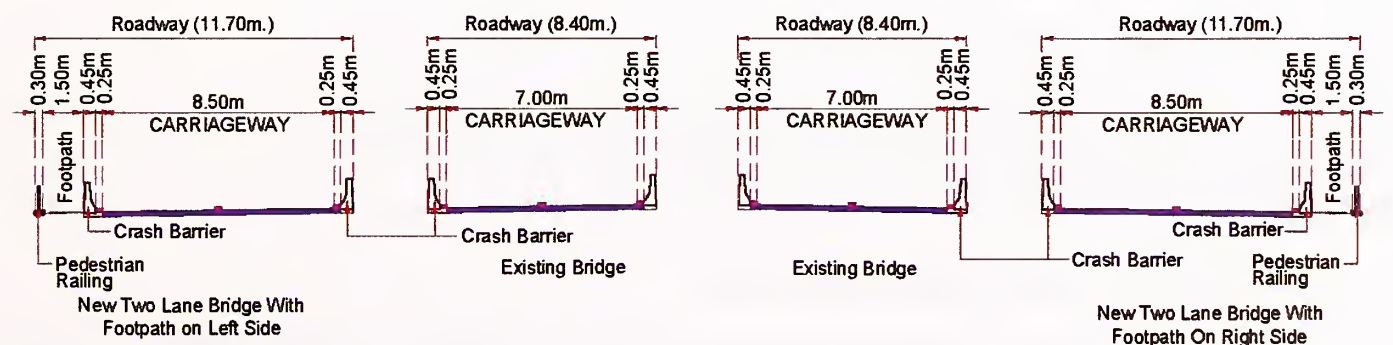 Roadway (11.70m.)
0.30m
1.50m
0.45m
0.25m
8.50m
CARRIAGEWAY
0.25m
0.45m
Footpath
Crash Barrier
Pedestrian
Railing
New Two Lane Bridge With
Footpath on Left Side
Roadway (8.40m.)
0.45m
0.25m
7.00m
CARRIAGEWAY
0.25m
0.45m
Crash Barrier
Existing Bridge
Roadway (8.40m.)
0.45m
0.25m
7.00m
CARRIAGEWAY
0.25m
0.45m
Existing Bridge
Crash Barrier
Roadway (11.70m.)
0.45m
0.25m
8.50m
CARRIAGEWAY
0.25m
0.45m
1.50m
0.30m
Footpath
Crash Barrier
Pedestrian
Railing
New Two Lane Bridge With
Footpath On Right Side